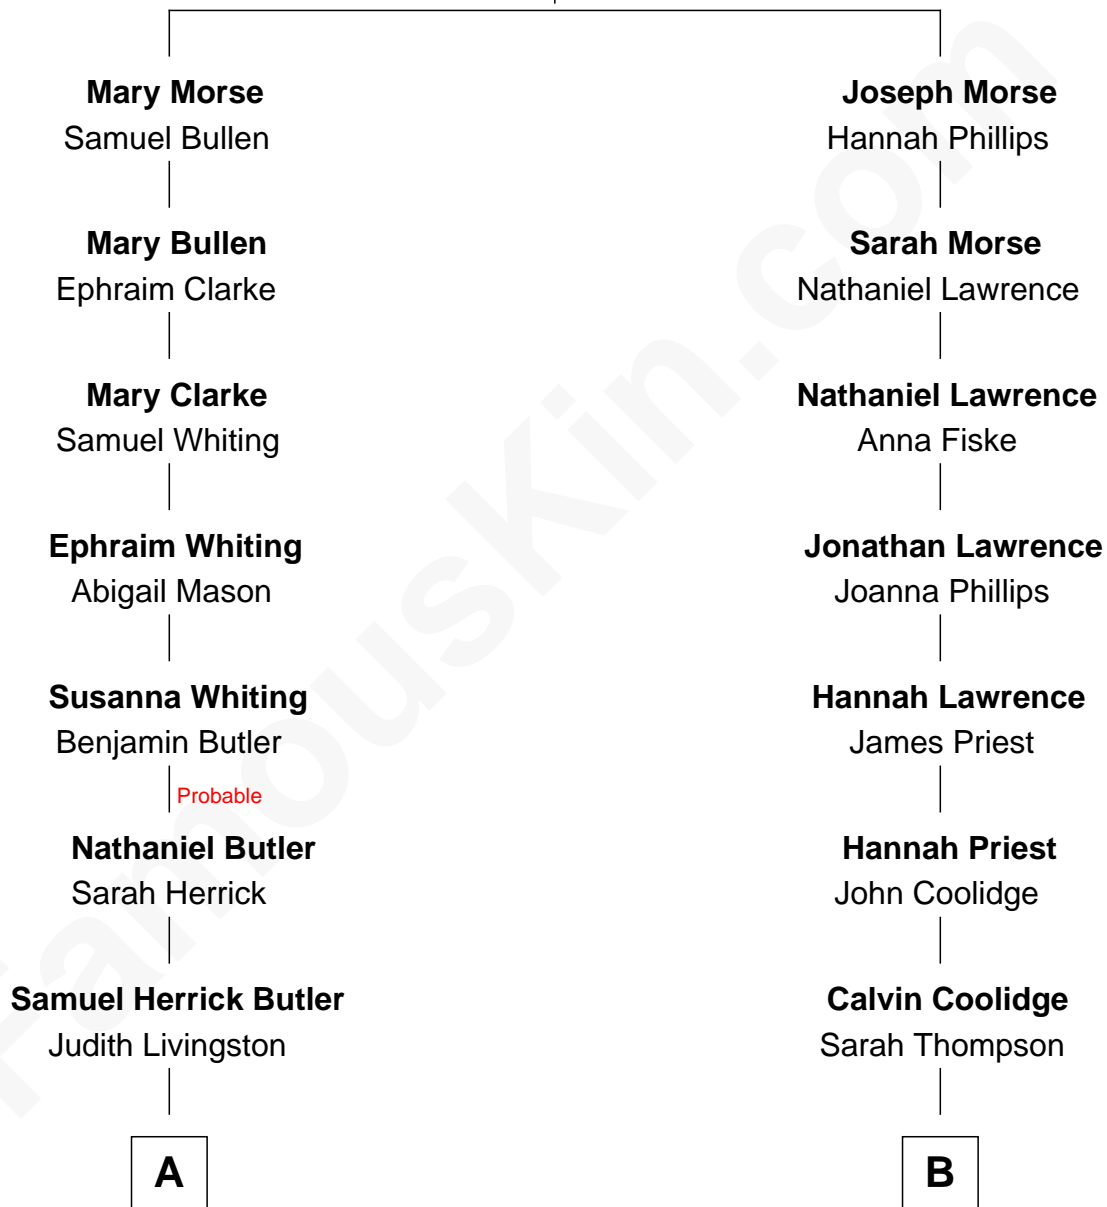 Mary Morse
Samuel Bullen
Mary Bullen
Ephraim Clarke
Mary Clarke
Samuel Whiting
Ephraim Whiting
Abigail Mason
Susanna Whiting
Benjamin Butler
Probable
Nathaniel Butler
Sarah Herrick
Samuel Herrick Butler
Judith Livingston
A
Joseph Morse
Hannah Phillips
Sarah Morse
Nathaniel Lawrence
Nathaniel Lawrence
Anna Fiske
Jonathan Lawrence
Joanna Phillips
Hannah Lawrence
James Priest
Hannah Priest
John Coolidge
Calvin Coolidge
Sarah Thompson
B
FamousKin.com